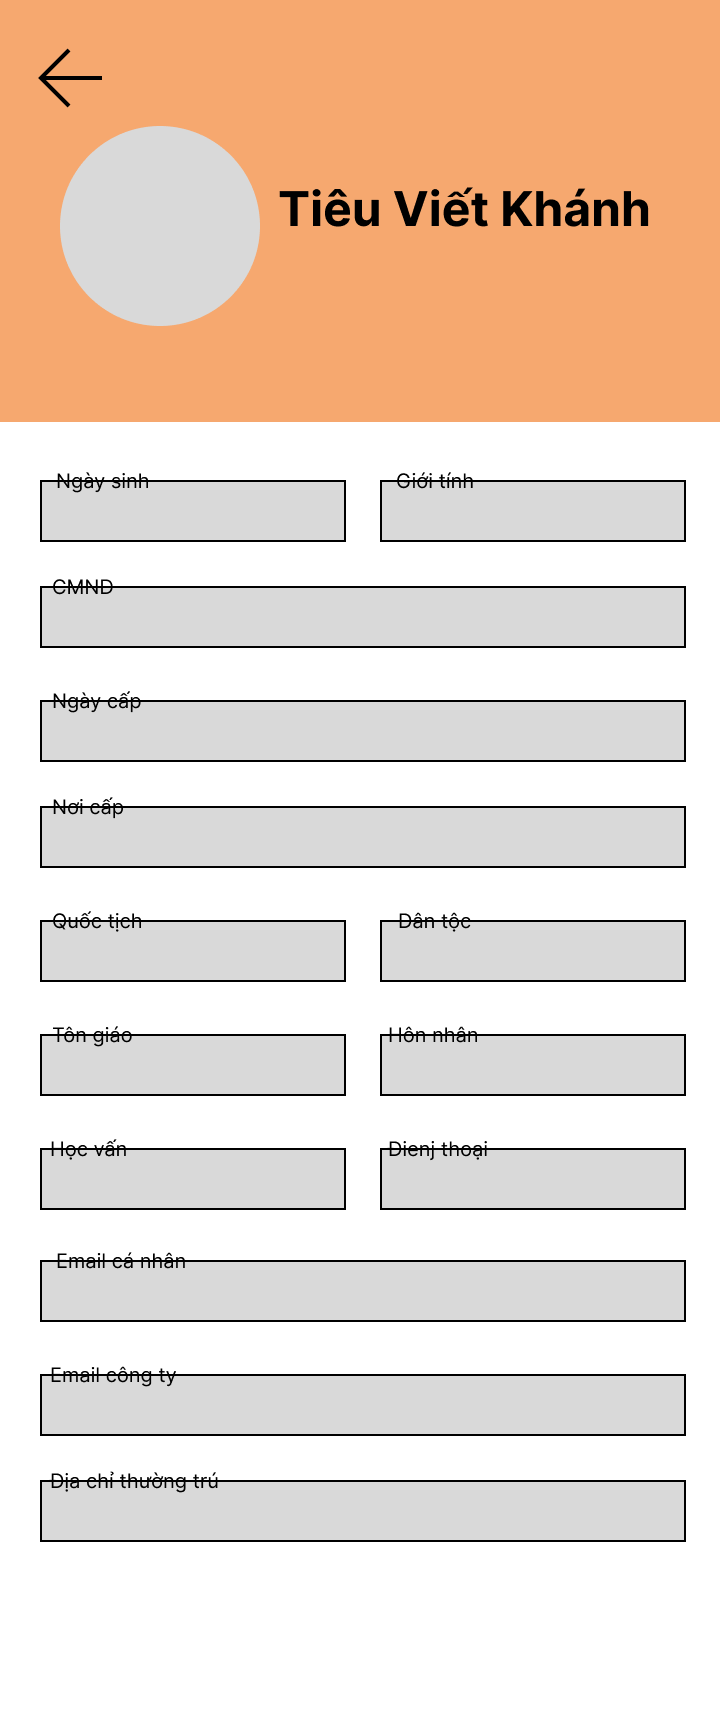 Tiêu Viết Khánh
Ngày sinh
Giới tính
CMND
Ngày cấp
Nơi cấp
Quốc tịch
Dân tộc
Tôn giáo
Hôn nhân
Học vấn
Dienj thoại
Email cá nhân
Email công ty
Địa chỉ thường trú